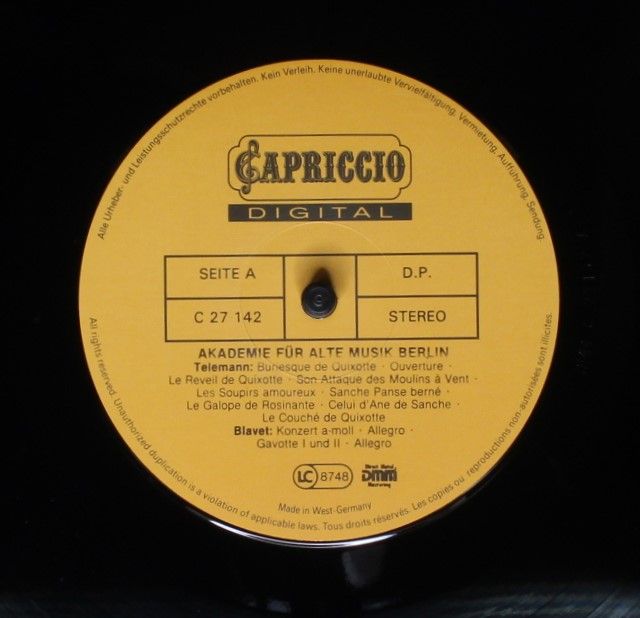 Alle Urheber- und Leistungsschutzrechte vorbehalten. Kein Verleih. Keine unerlaubte Vervielfältigung, Vermietung, Aufführung, Sendung.
CAPRICCIO
DIGITAL
SEITE A
D.P.
C 27 142
STEREO
AKADEMIE FÜR ALTE MUSIK BERLIN
Telemann: Burlesque de Quixotte · Ouverture ·
Le Reveil de Quixotte · Son Attaque des Moulins à Vent ·
Les Soupirs amoureux · Sanche Panse berné ·
Le Galope de Rosinante · Celui d'Ane de Sanche ·
Le Couché de Quixotte
Blavet: Konzert a-moll · Allegro ·
Gavotte I und II · Allegro
LC 8748
Direct Metal
DMM
Mastering
Made in West-Germany
All rights reserved. Unauthorized duplication is a violation of applicable laws. Tous droits réservés. Les copies ou reproductions non-autorisées sont illicites.